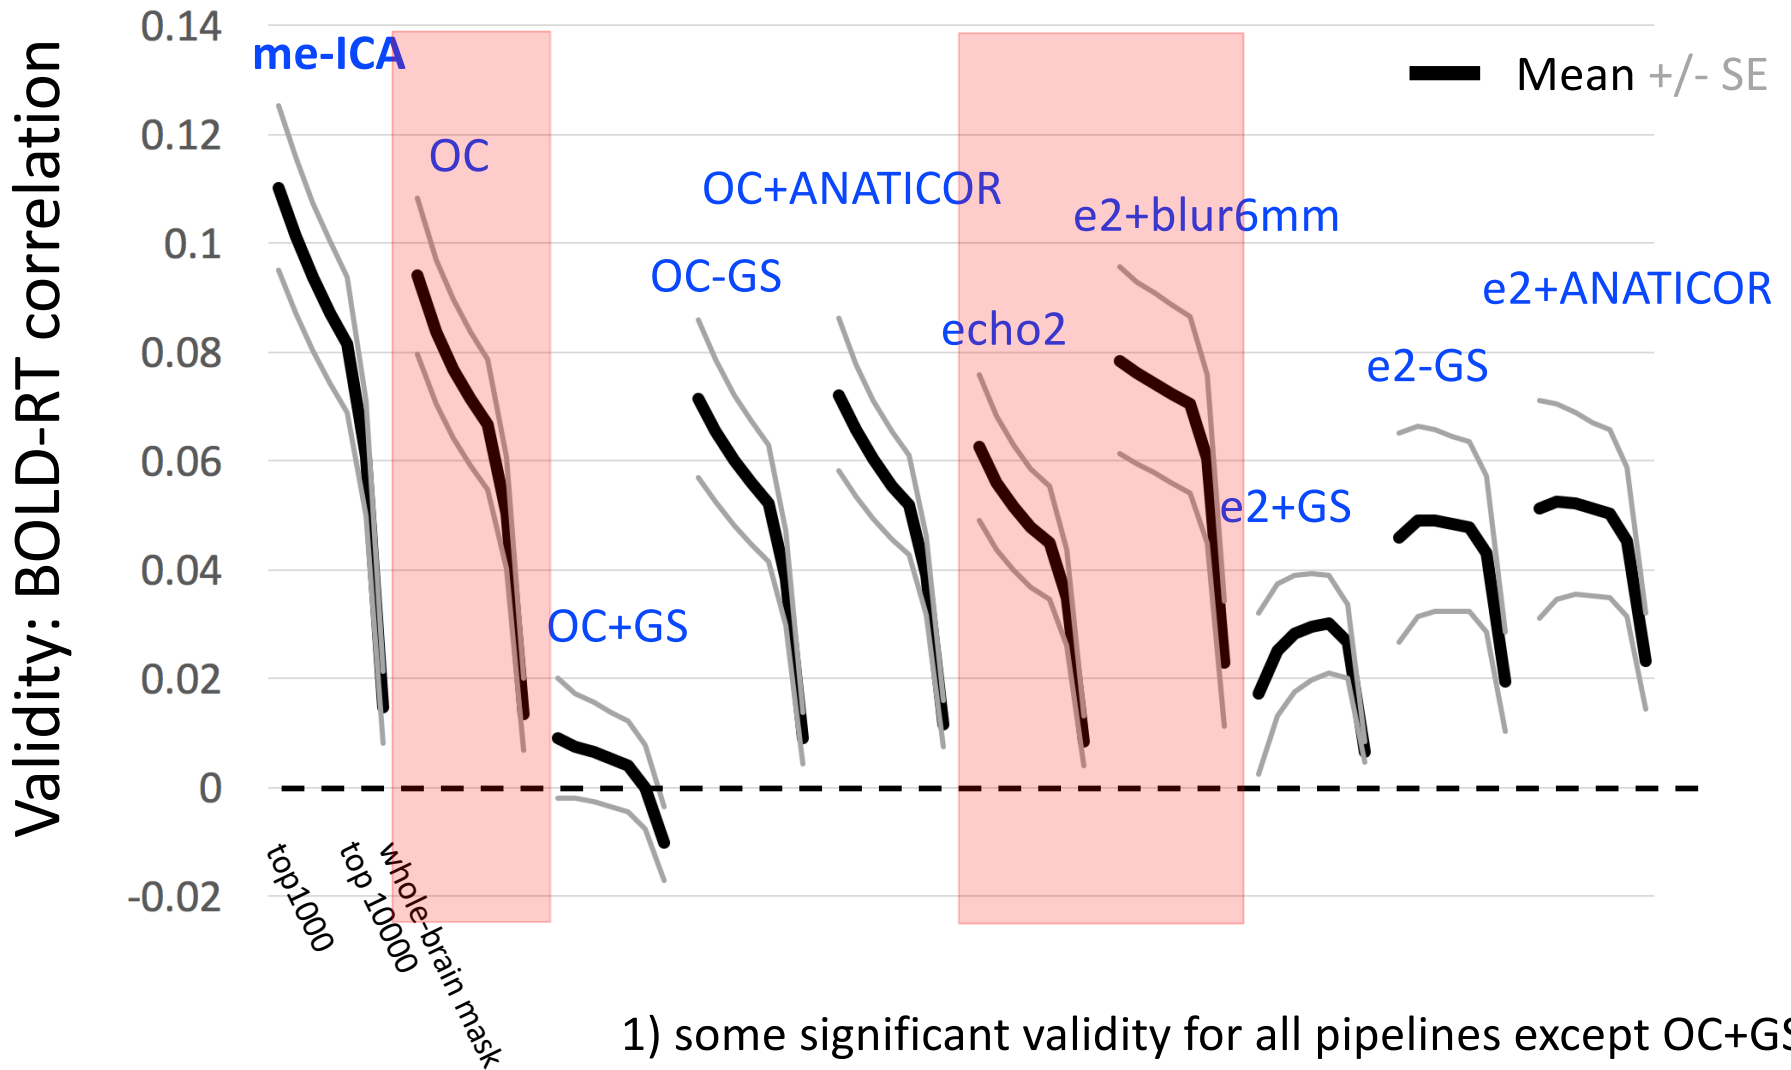 Validity: BOLD-RT correlation
0.14
0.12
0.1
0.08
0.06
0.04
0.02
0
-0.02
me-ICA
OC
OC+GS
OC-GS
OC+ANATICOR
echo2
e2+blur6mm
e2+GS
e2-GS
e2+ANATICOR
Mean +/- SE
top1000
top 10000
whole-brain mask
1) some significant validity for all pipelines except OC+GS